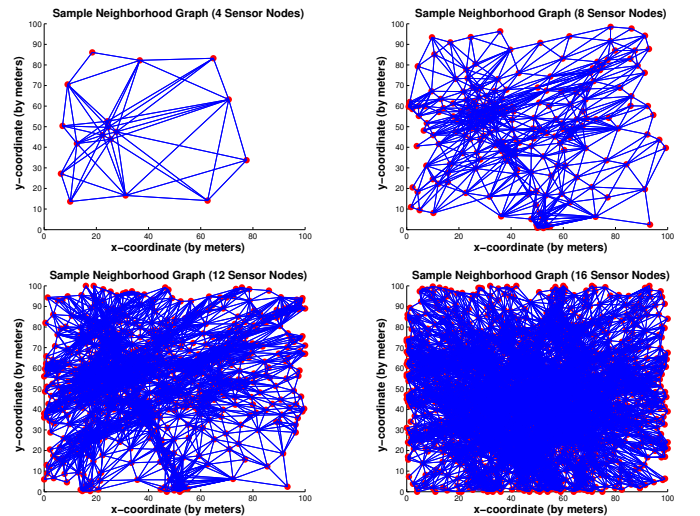 Sample Neighborhood Graph (4 Sensor Nodes)
100
90
80
70
60
50
40
30
20
10
0
y−coordinate (by meters)
0 20 40 60 80 100
x−coordinate (by meters)
Sample Neighborhood Graph (8 Sensor Nodes)
100
90
80
70
60
50
40
30
20
10
0
y−coordinate (by meters)
0 20 40 60 80 100
x−coordinate (by meters)
Sample Neighborhood Graph (12 Sensor Nodes)
100
90
80
70
60
50
40
30
20
10
0
y−coordinate (by meters)
0 20 40 60 80 100
x−coordinate (by meters)
Sample Neighborhood Graph (16 Sensor Nodes)
100
90
80
70
60
50
40
30
20
10
0
y−coordinate (by meters)
0 20 40 60 80 100
x−coordinate (by meters)